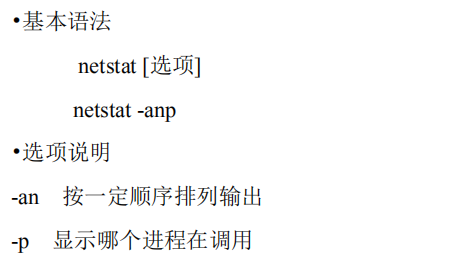 •基本语法
netstat [选项]
netstat -anp
•选项说明
-an 按一定顺序排列输出
-p 显示哪个进程在调用